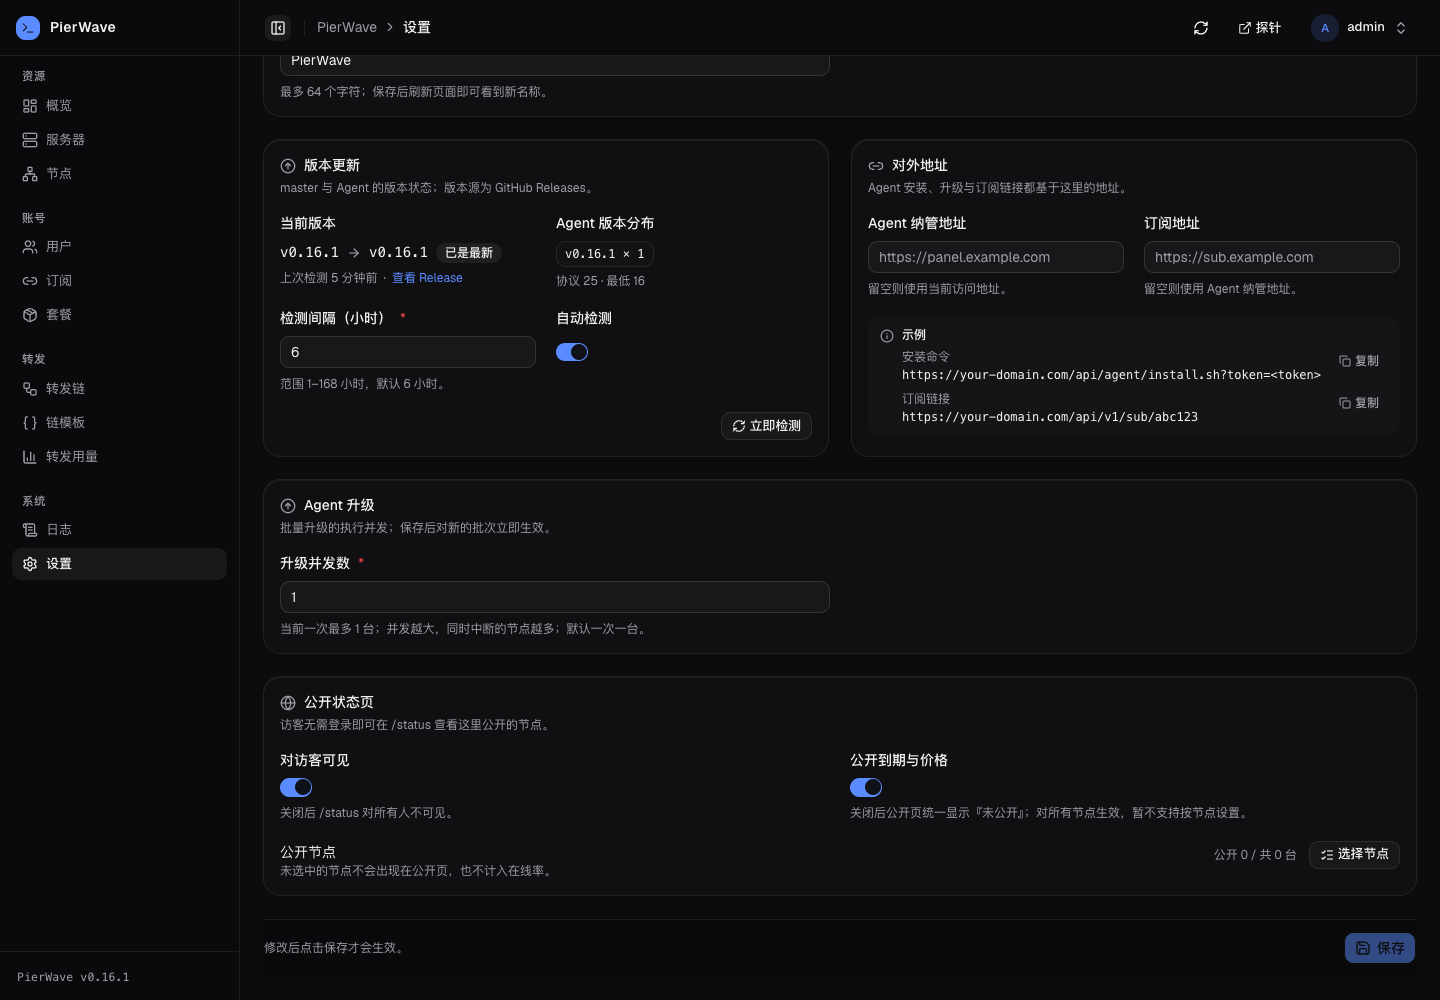 PierWave
PierWave 设置
探针
A admin
资源
概览
服务器
节点
账号
用户
订阅
套餐
转发
转发链
链模板
转发用量
系统
日志
设置
PierWave v0.16.1
PierWave
最多 64 个字符；保存后刷新页面即可看到新名称。
版本更新
master 与 Agent 的版本状态；版本源为 GitHub Releases。
当前版本
v0.16.1 → v0.16.1 已是最新
上次检测 5 分钟前 · 查看 Release
Agent 版本分布
v0.16.1 × 1
协议 25 · 最低 16
检测间隔（小时） *
6
范围 1–168 小时，默认 6 小时。
自动检测
立即检测
对外地址
Agent 安装、升级与订阅链接都基于这里的地址。
Agent 纳管地址
https://panel.example.com
留空则使用当前访问地址。
订阅地址
https://sub.example.com
留空则使用 Agent 纳管地址。
示例
安装命令
https://your-domain.com/api/agent/install.sh?token=<token>
复制
订阅链接
https://your-domain.com/api/v1/sub/abc123
复制
Agent 升级
批量升级的执行并发；保存后对新的批次立即生效。
升级并发数 *
1
当前一次最多 1 台；并发越大，同时中断的节点越多；默认一次一台。
公开状态页
访客无需登录即可在 /status 查看这里公开的节点。
对访客可见
关闭后 /status 对所有人不可见。
公开到期与价格
关闭后公开页统一显示『未公开』；对所有节点生效，暂不支持按节点设置。
公开节点
未选中的节点不会出现在公开页，也不计入在线率。
公开 0 / 共 0 台
选择节点
修改后点击保存才会生效。
保存